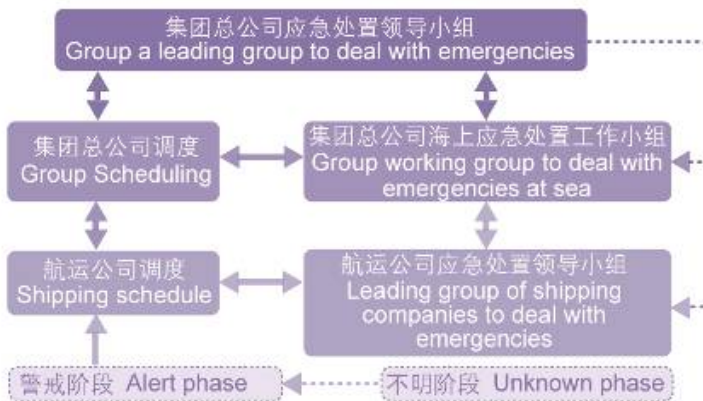 集团总公司应急处置领导小组
Group a leading group to deal with emergencies
集团总公司调度
Group Scheduling
集团总公司海上应急处置工作小组
Group working group to deal with
emergencies at sea
航运公司调度
Shipping schedule
航运公司应急处置领导小组
Leading group of shipping
companies to deal with
emergencies
警戒阶段 Alert phase
不明阶段 Unknown phase